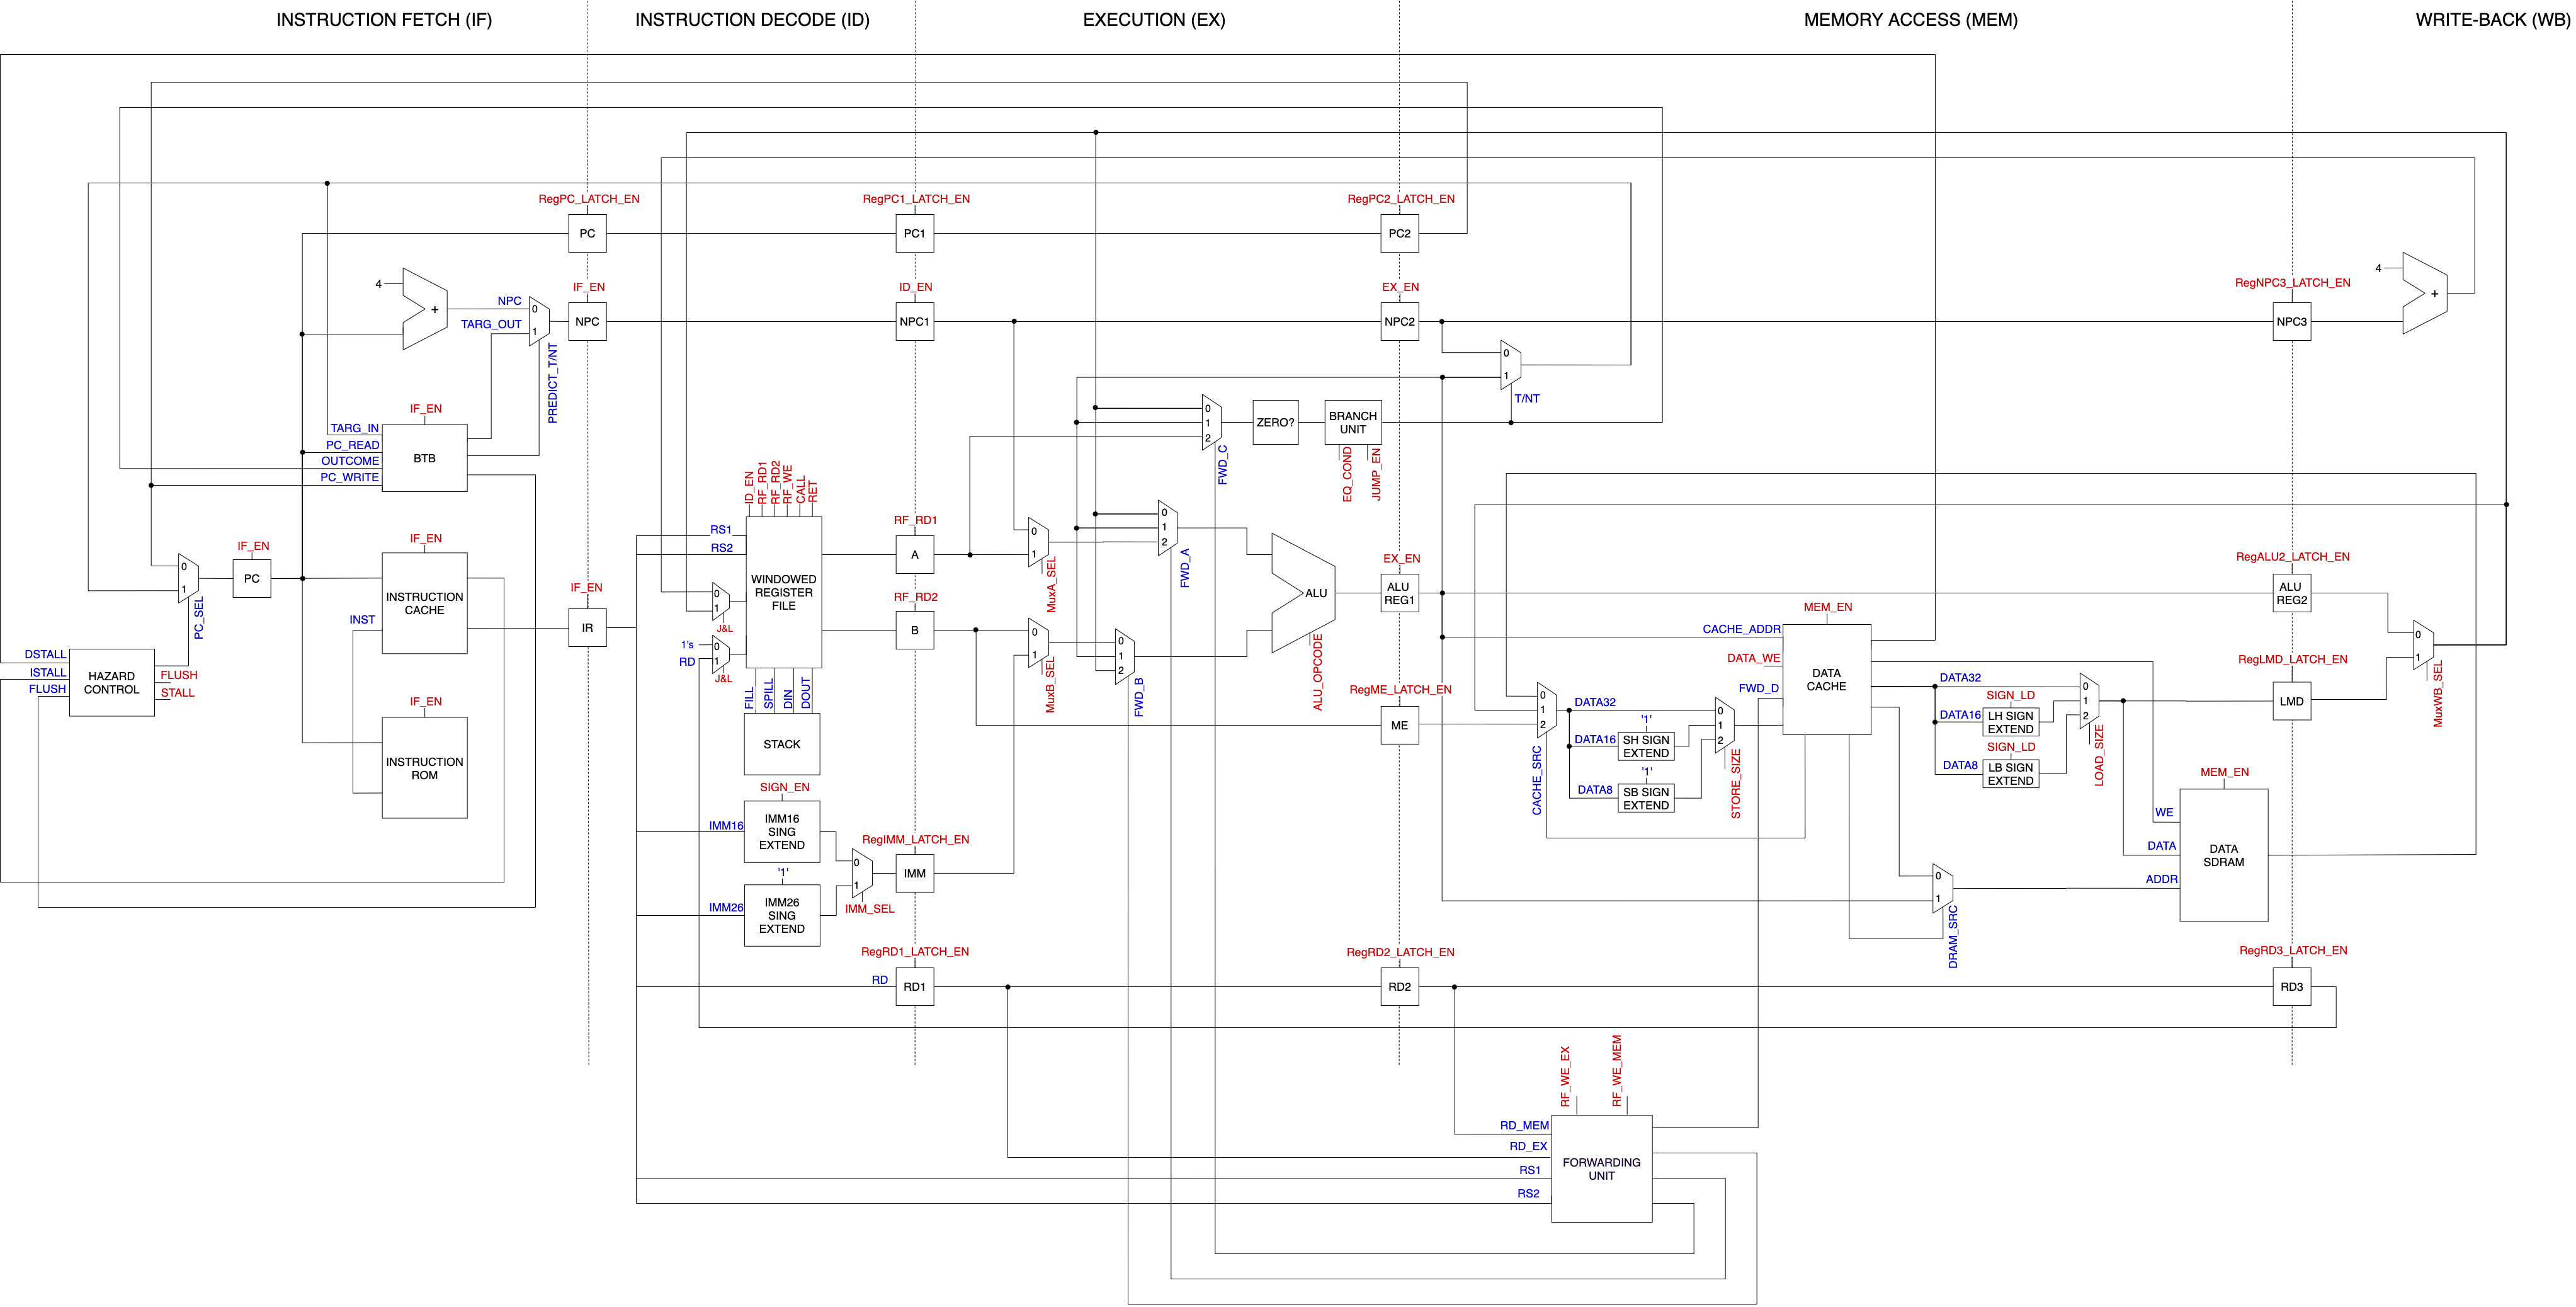 INSTRUCTION FETCH (IF)
INSTRUCTION DECODE (ID)
EXECUTION (EX)
MEMORY ACCESS (MEM)
WRITE-BACK (WB)
RegPC_LATCH_EN
RegPC1_LATCH_EN
RegPC2_LATCH_EN
PC
PC1
PC2
4
+
NPC
TARG_OUT
0
1
PREDICT_T/NT
IF_EN
NPC
ID_EN
NPC1
EX_EN
NPC2
RegNPC3_LATCH_EN
NPC3
4
+
0
1
T/NT
IF_EN
TARG_IN
PC_READ
OUTCOME
PC_WRITE
BTB
0
1
2
FWD_C
ZERO?
BRANCH
UNIT
EQ_COND
JUMP_EN
0
1
PC_SEL
IF_EN
PC
IF_EN
INSTRUCTION
CACHE
INST
IF_EN
INSTRUCTION
ROM
DSTALL
ISTALL
FLUSH
HAZARD
CONTROL
FLUSH
STALL
IF_EN
IR
ID_EN
RF_RD1
RF_RD2
RF_WE
CALL
RET
RS1
RS2
WINDOWED
REGISTER
FILE
0
1
J&L
1's
RD
0
1
J&L
FILL
SPILL
DIN
DOUT
STACK
SIGN_EN
IMM16
IMM16
SING
EXTEND
'1'
IMM26
IMM26
SING
EXTEND
0
1
IMM_SEL
RF_RD1
A
RF_RD2
B
RegIMM_LATCH_EN
IMM
RegRD1_LATCH_EN
RD
RD1
0
1
MuxA_SEL
0
1
MuxB_SEL
0
1
2
FWD_A
0
1
2
FWD_B
ALU
ALU_OPCODE
EX_EN
ALU
REG1
RegME_LATCH_EN
ME
RegRD2_LATCH_EN
RD2
0
1
2
CACHE_SRC
DATA32
DATA16
DATA8
'1'
SH SIGN
EXTEND
'1'
SB SIGN
EXTEND
0
1
2
STORE_SIZE
MEM_EN
CACHE_ADDR
DATA_WE
FWD_D
DATA
CACHE
DATA32
DATA16
DATA8
SIGN_LD
LH SIGN
EXTEND
SIGN_LD
LB SIGN
EXTEND
0
1
2
LOAD_SIZE
0
1
DRAM_SRC
MEM_EN
WE
DATA
ADDR
DATA
SDRAM
RegALU2_LATCH_EN
ALU
REG2
RegLMD_LATCH_EN
LMD
RegRD3_LATCH_EN
RD3
0
1
MuxWB_SEL
RF_WE_EX
RF_WE_MEM
RD_MEM
RD_EX
RS1
RS2
FORWARDING
UNIT